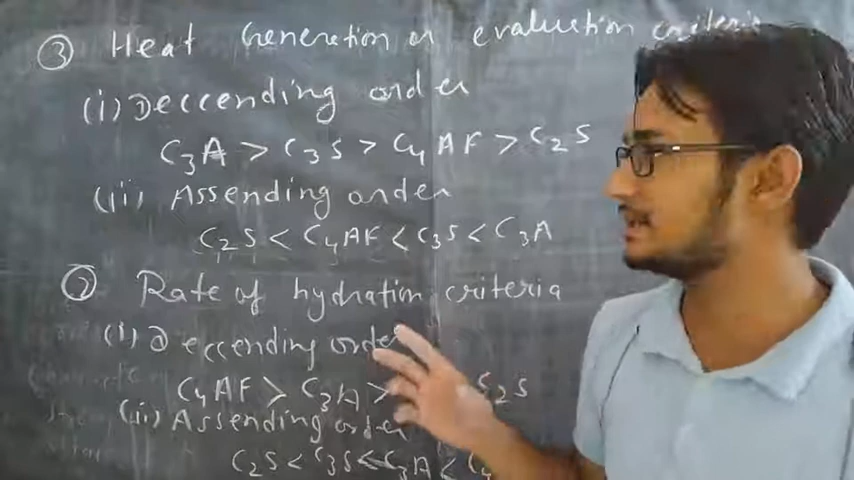 ③ Heat Generation or evaluation criteria
(i) Deccending order
C₃A > C₃S > C₄AF > C₂S
(ii) Assending order
C₂S < C₄AF < C₃S < C₃A
② Rate of hydration criteria
(i) Deccending order
C₄AF > C₃A > C₂S
(ii) Assending order
C₂S < C₃S < C₃A < C₄